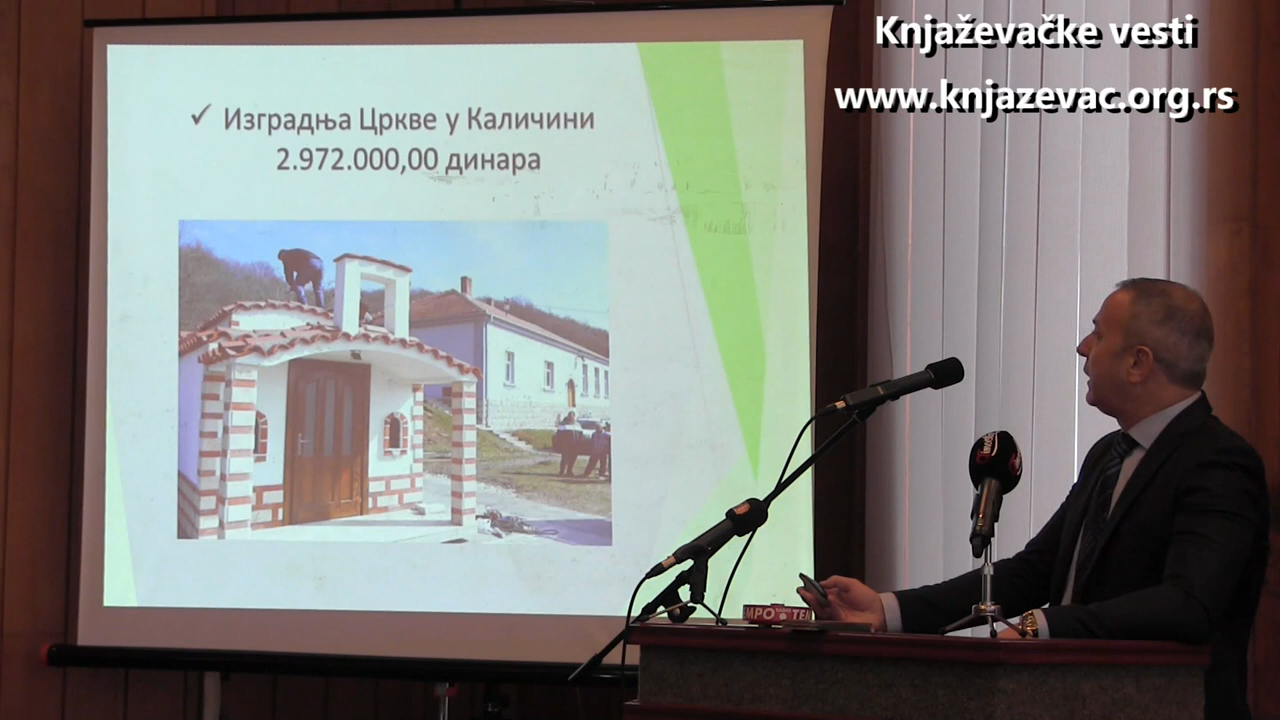 Knjaževačke vesti
www.knjazevac.org.rs
✓ Изградња Цркве у Каличини
2.972.000,00 динара